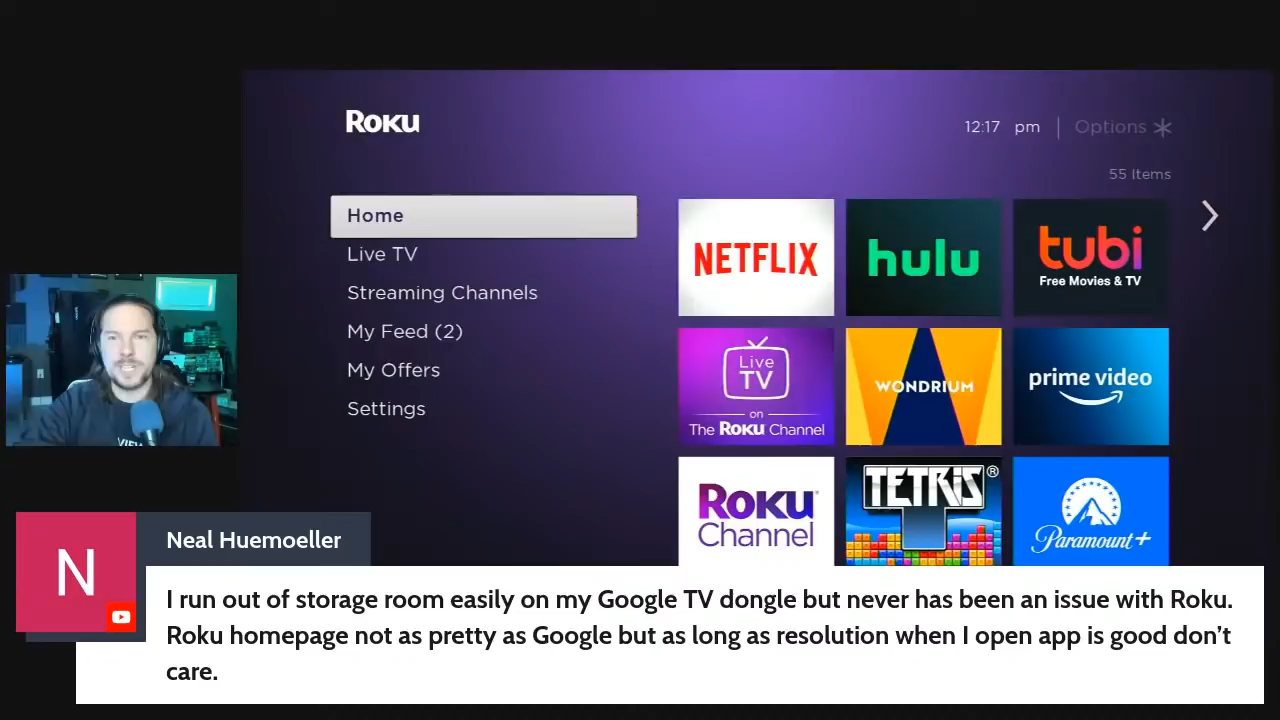 Roku
12:17 pm | Options
55 Items
Home
Live TV
Streaming Channels
My Feed (2)
My Offers
Settings
NETFLIX
hulu
tubi
Free Movies & TV
Live
TV
on
The Roku Channel
WONDRIUM
prime video
Roku
Channel
TETRIS®
Paramount+
VIEW
N
Neal Huemoeller
I run out of storage room easily on my Google TV dongle but never has been an issue with Roku.
Roku homepage not as pretty as Google but as long as resolution when I open app is good don't
care.